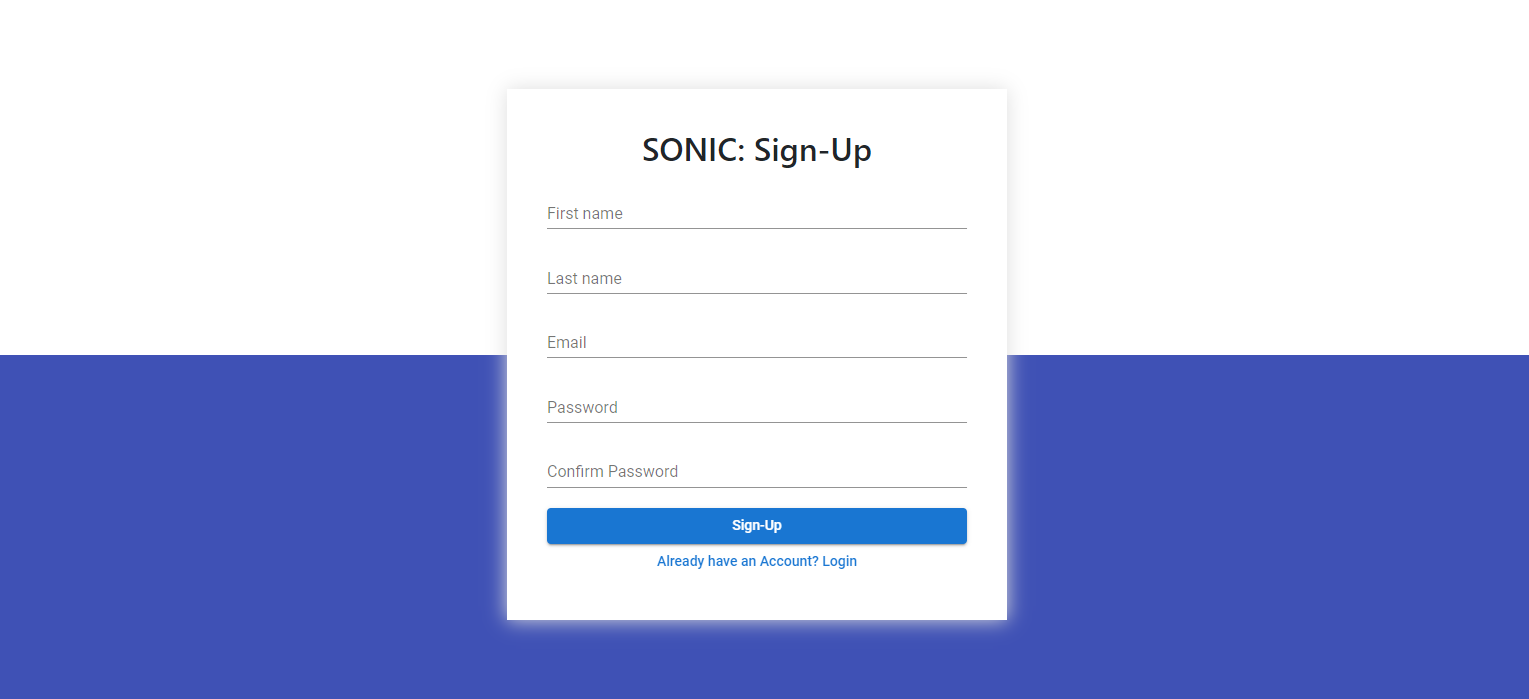 SONIC: Sign-Up
First name
Last name
Email
Password
Confirm Password
Sign-Up
Already have an Account? Login